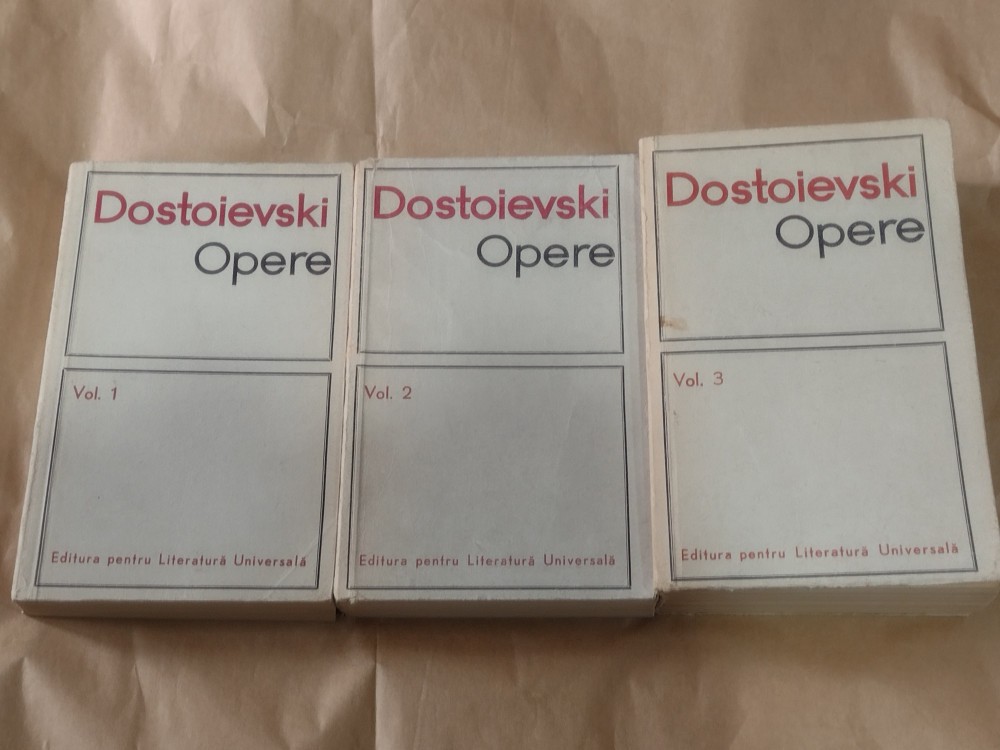 Dostoievski
Opere
Vol. 1
Editura pentru Literatură Universală
Dostoievski
Opere
Vol. 2
Editura pentru Literatură Universală
Dostoievski
Opere
Vol. 3
Editura pentru Literatură Universală